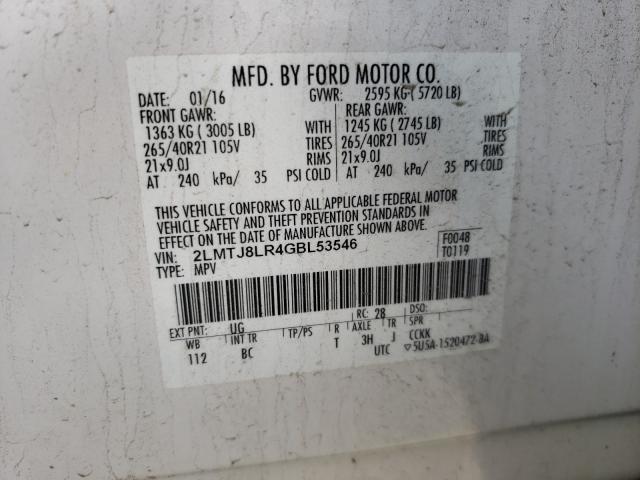 MFD. BY FORD MOTOR CO.
DATE: 01/16 GVWR: 2595 KG ( 5720 LB)
FRONT GAWR: REAR GAWR:
1363 KG ( 3005 LB) WITH 1245 KG ( 2745 LB) WITH
265/40R21 105V TIRES 265/40R21 105V TIRES
21x9.0J RIMS 21x9.0J RIMS
AT 240 kPa/ 35 PSI COLD AT 240 kPa/ 35 PSI COLD
THIS VEHICLE CONFORMS TO ALL APPLICABLE FEDERAL MOTOR
VEHICLE SAFETY AND THEFT PREVENTION STANDARDS IN
EFFECT ON THE DATE OF MANUFACTURE SHOWN ABOVE.
VIN: 2LMTJ8LR4GBL53546 F0048
TYPE: MPV T0119
EXT PNT: UG RC: 28 DSO:
WB INT TR TP/PS R AXLE TR SPR
112 BC T 3H J CCKK
UTC ▽5U5A-1520472-BA